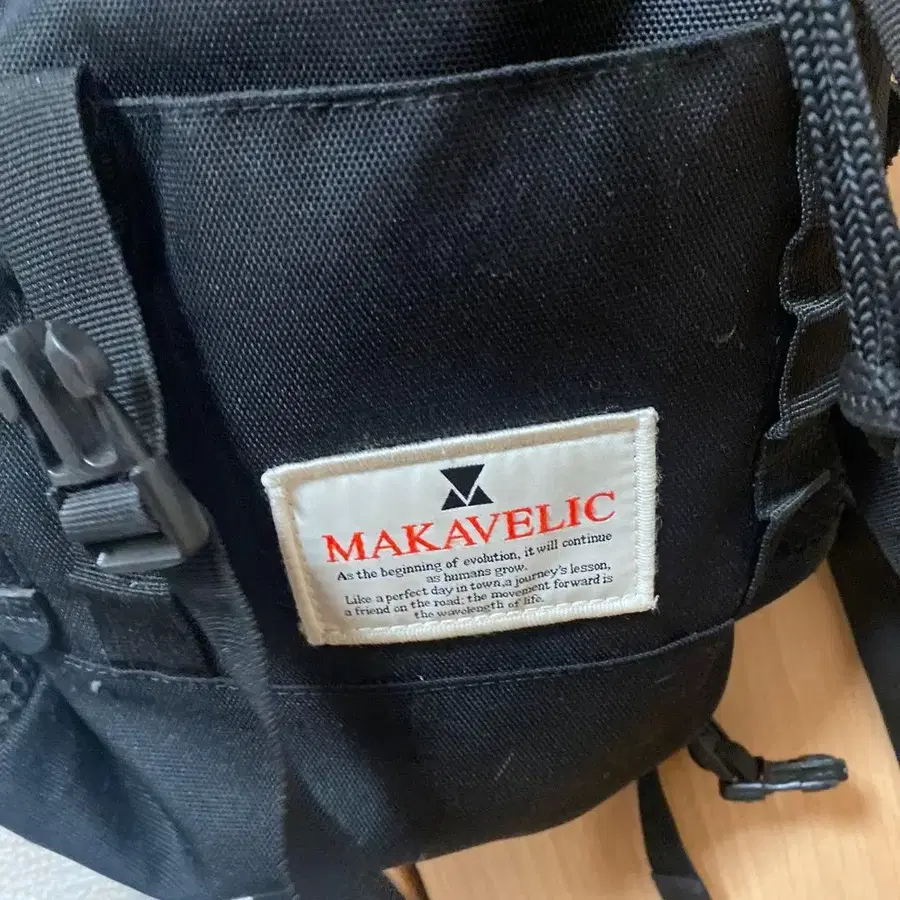 MAKAVELIC
As the beginning of evolution, it will continue
as humans grow.
Like a perfect day in town,a journey's lesson,
a friend on the road; the movement forward is
the wavelength of life.